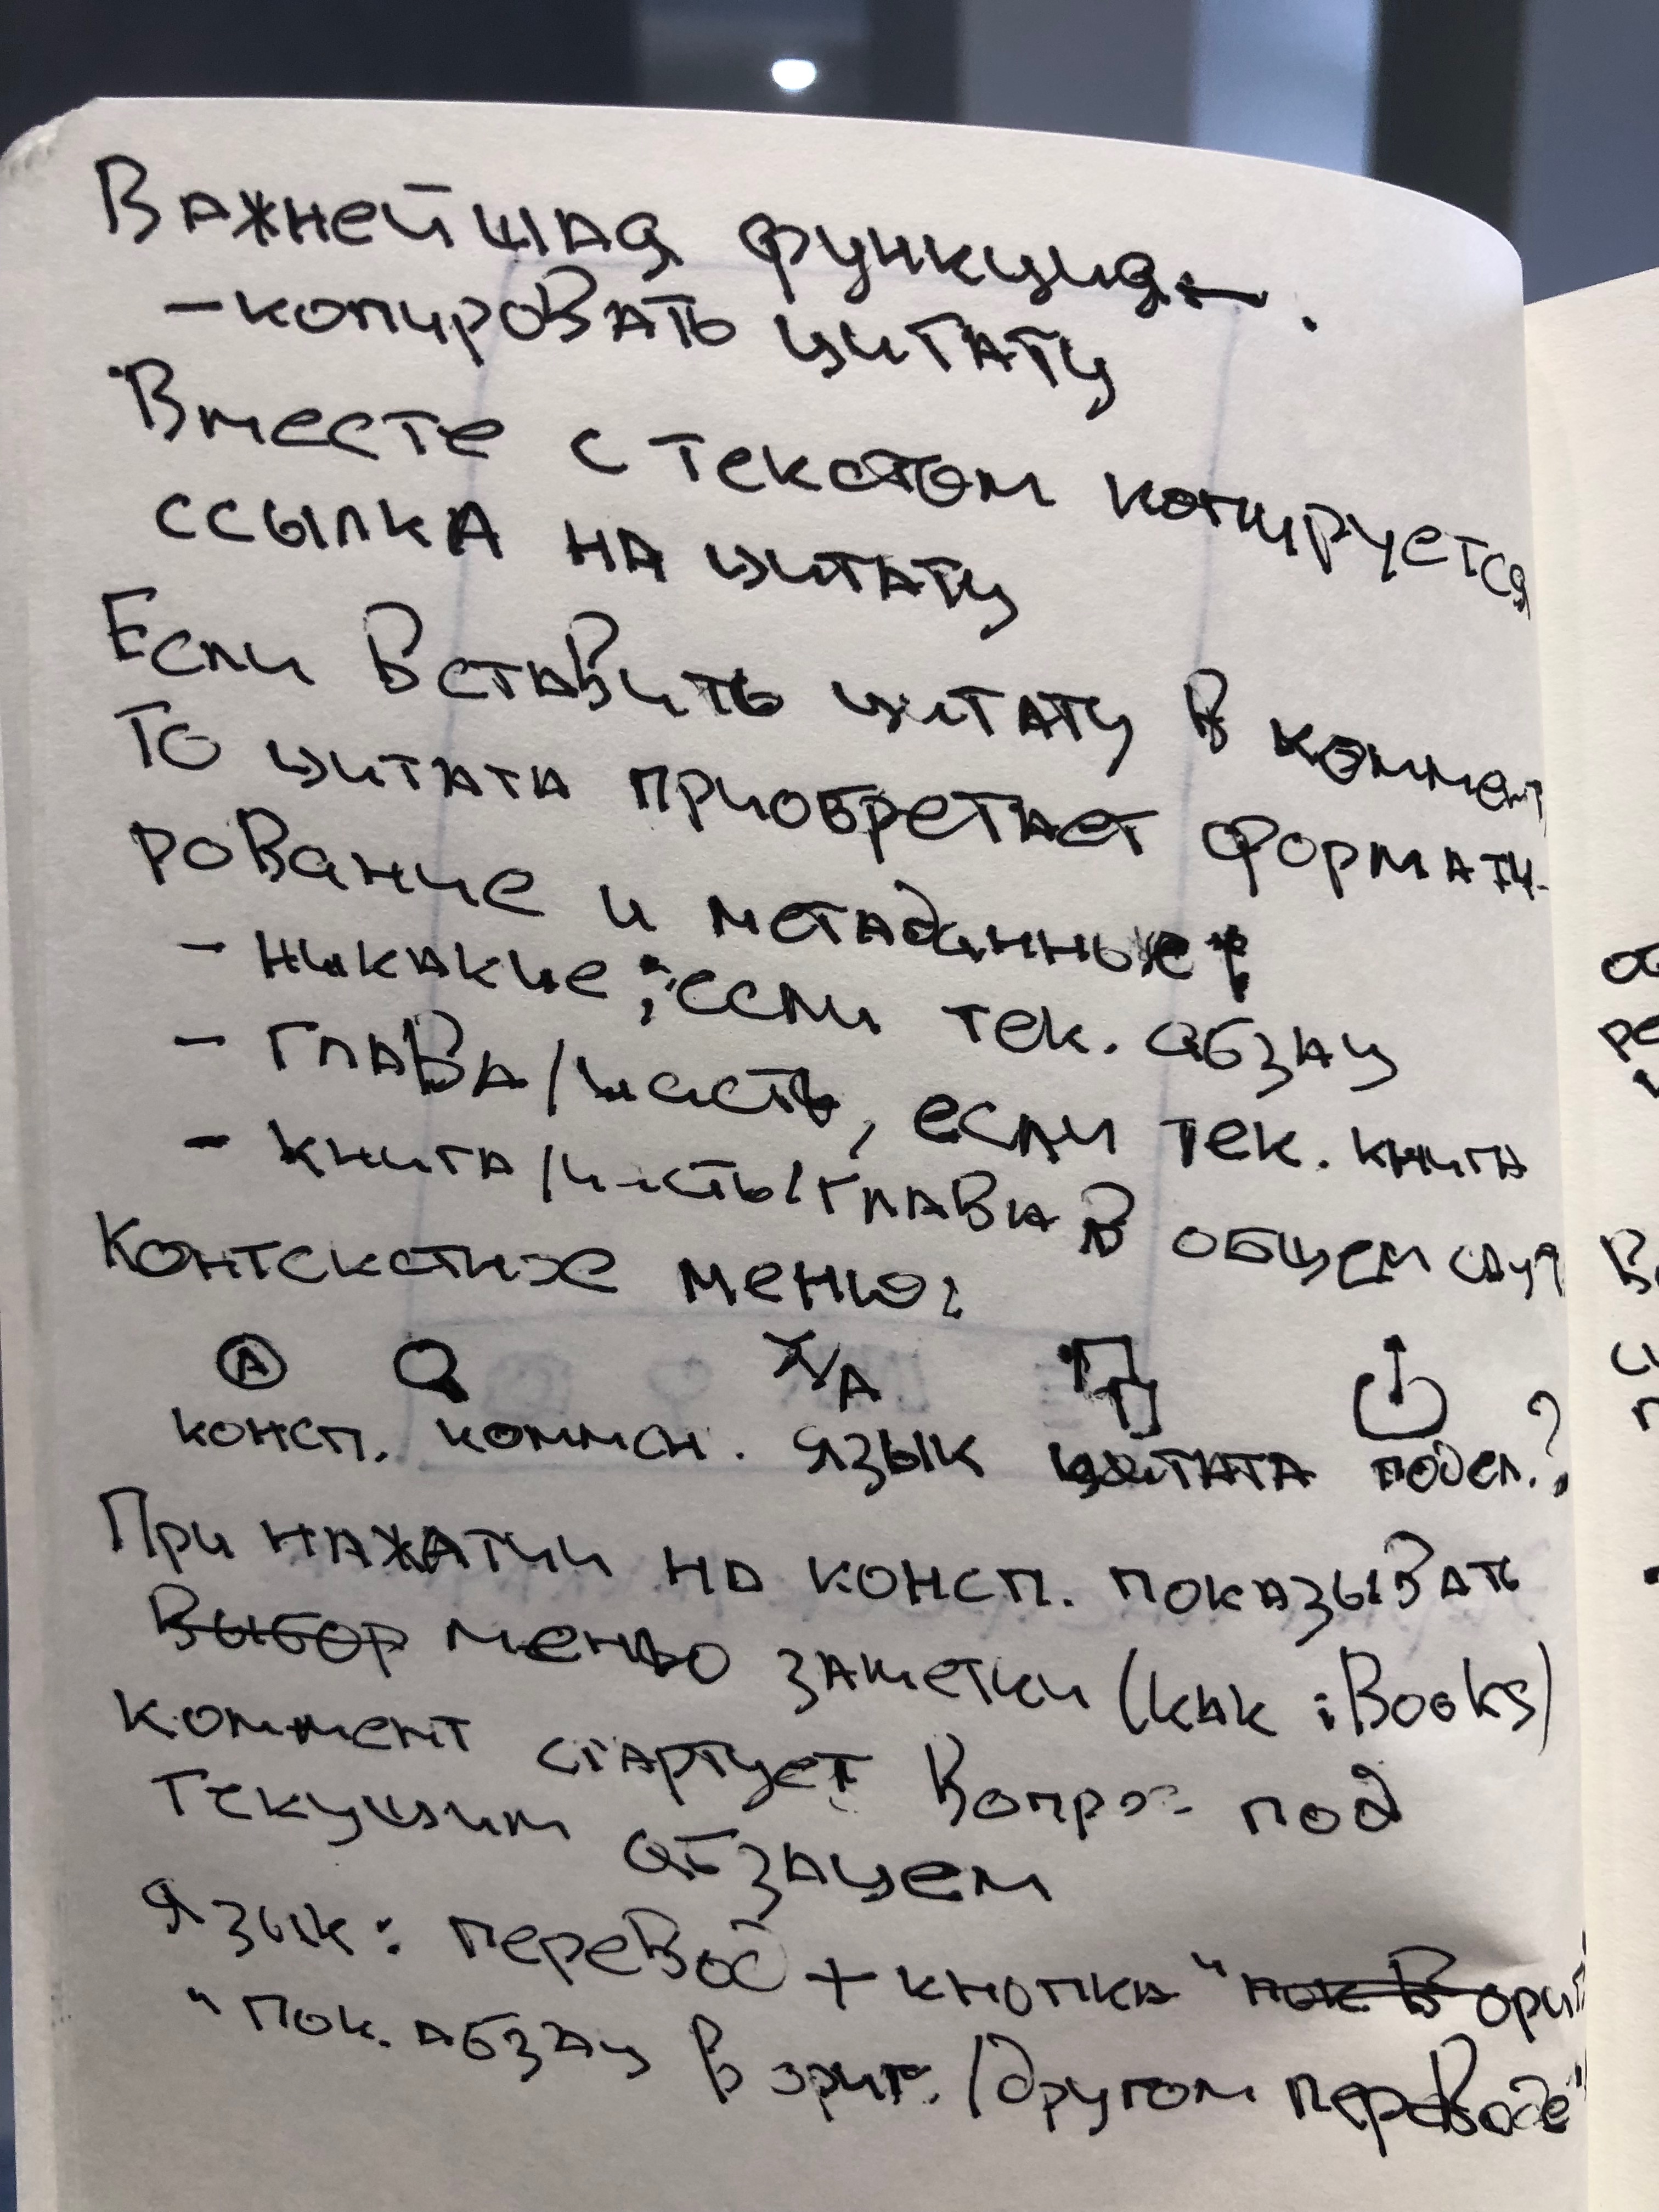 Важнейшая функция.
- копировать цитату
Вместе с текстом копируется
ссылка на цитату
Если вставить цитату в коммент
То цитата приобретает формати-
рование и метаданные:
- никакие, если тек. абзац
- глава/часть, если тек. книга
- книга/часть/глава в общем случ
Контекстное меню:
A
文/A
консп. коммен. язык цитата подел.?
При нажатии на консп. показывать
выбор меню заметки (как iBooks)
коммент стартует вопрос под
текущим абзацем
язык: перевод + кнопка "пок в ориг
"пок. абзац в ориг. / другом переводе"